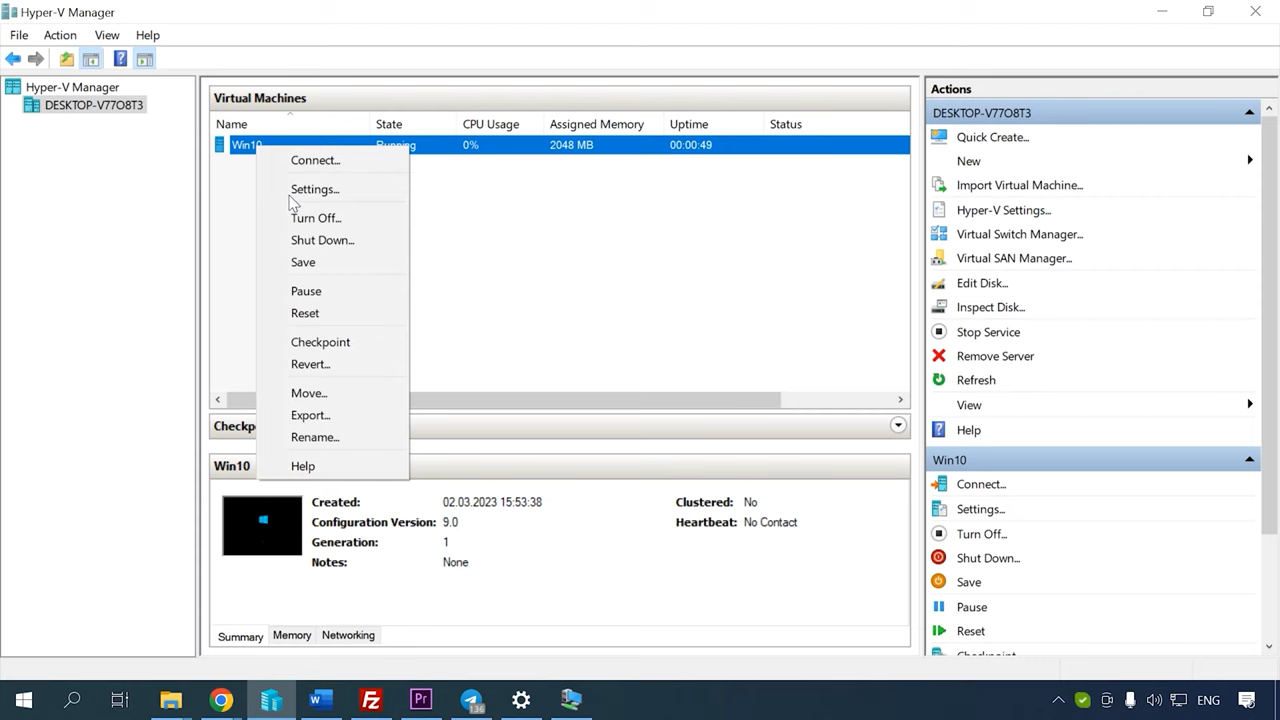 Hyper-V Manager
File Action View Help
Hyper-V Manager
DESKTOP-V77O8T3
Virtual Machines
Name State CPU Usage Assigned Memory Uptime Status
Win10 Running 0% 2048 MB 00:00:49
Connect...
Settings...
Turn Off...
Shut Down...
Save
Pause
Reset
Checkpoint
Revert...
Move...
Export...
Rename...
Help
Win10
Created: 02.03.2023 15:53:38 Clustered: No
Configuration Version: 9.0 Heartbeat: No Contact
Generation: 1
Notes: None
Summary Memory Networking
Actions
DESKTOP-V77O8T3
Quick Create...
New
Import Virtual Machine...
Hyper-V Settings...
Virtual Switch Manager...
Virtual SAN Manager...
Edit Disk...
Inspect Disk...
Stop Service
Remove Server
Refresh
View
Help
Win10
Connect...
Settings...
Turn Off...
Shut Down...
Save
Pause
Reset
Checkpoint
Pr
136
ENG